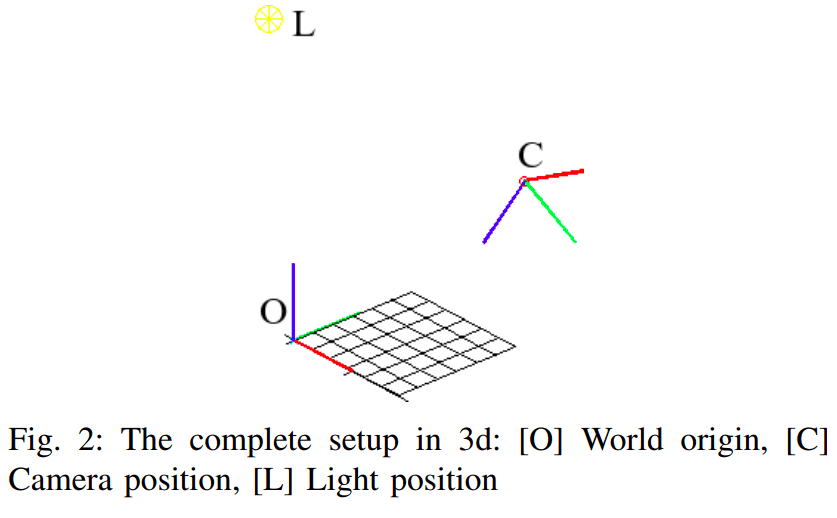 L
C
O
Fig. 2: The complete setup in 3d: [O] World origin, [C]
Camera position, [L] Light position